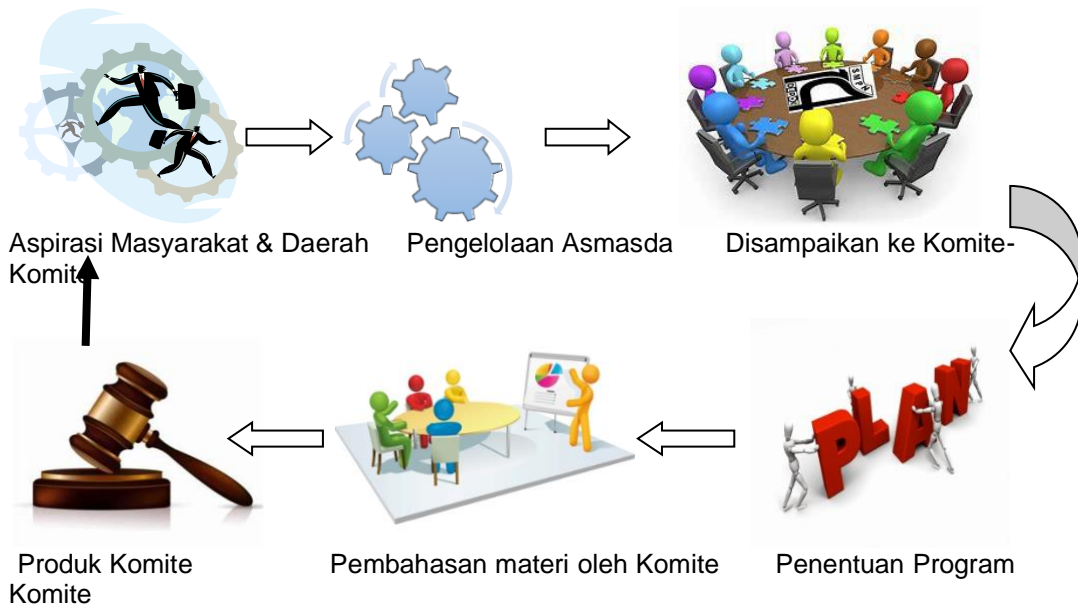 Aspirasi Masyarakat & Daerah Pengelolaan Asmasda Disampaikan ke Komite-
Komite
PLAN
Produk Komite Pembahasan materi oleh Komite Penentuan Program
Komite